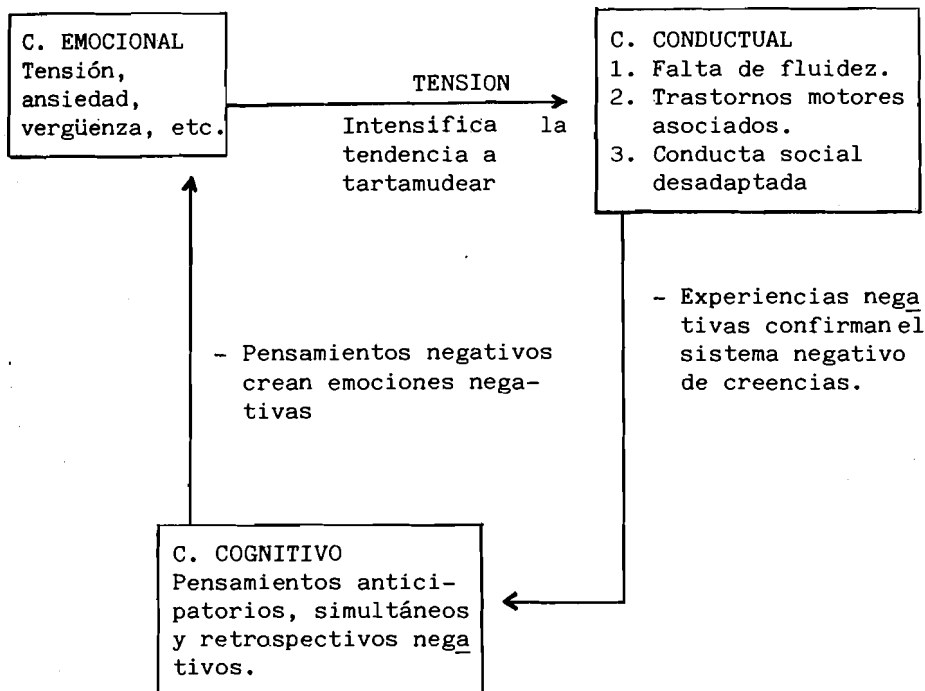 C. EMOCIONAL
Tensión,
ansiedad,
vergüenza, etc.
TENSION
Intensifica la
tendencia a
tartamudear
C. CONDUCTUAL
1. Falta de fluidez.
2. Trastornos motores
asociados.
3. Conducta social
desadaptada
- Experiencias nega
tivas confirman el
sistema negativo
de creencias.
- Pensamientos negativos
crean emociones nega-
tivas
C. COGNITIVO
Pensamientos antici-
patorios, simultáneos
y retrospectivos nega
tivos.